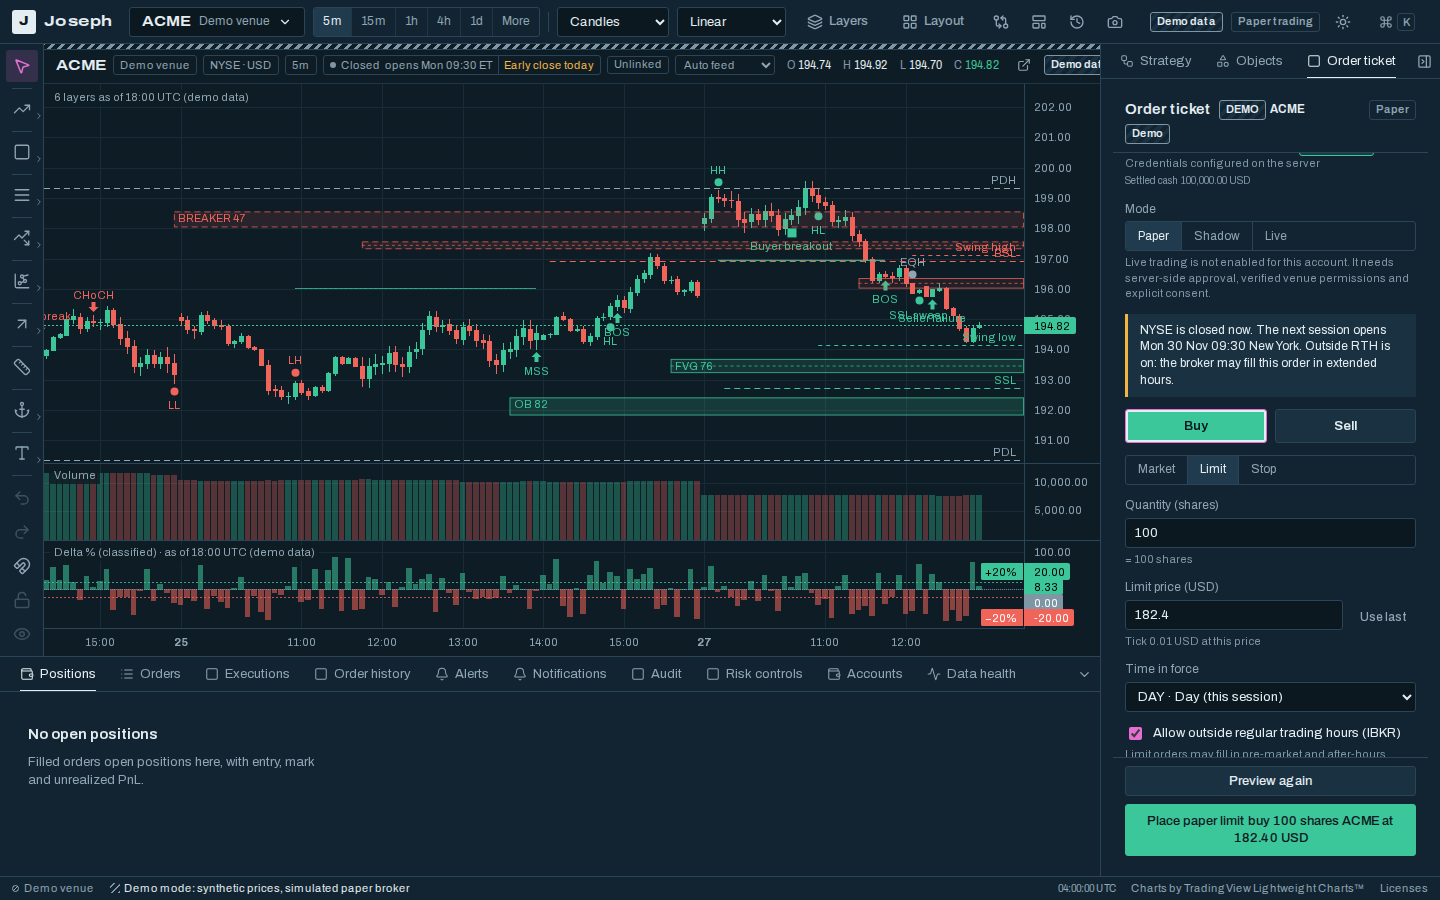 J Joseph ACME Demo venue 5m 15m 1h 4h 1d More Candles Linear Layers Layout Demo data Paper trading ⌘ K
ACME Demo venue NYSE·USD 5m Closed opens Mon 09:30 ET Early close today Unlinked Auto feed O 194.74 H 194.92 L 194.70 C 194.82 Demo dat
6 layers as of 18:00 UTC (demo data)
202.00
201.00
HH 200.00
PDH
199.00
BREAKER 47
198.00
HL
Buyer breakout Swing high
BSL
197.00
EQH
196.00
CHoCH
BOS
break
SSL sweep
Seller failure
194.82
BOS
HL
Swing low
194.00
LH
MSS
FVG 76
193.00
SSL
LL
OB 82
192.00
191.00
PDL
Volume
10,000.00
5,000.00
Delta % (classified) · as of 18:00 UTC (demo data)
100.00
+20% 20.00
8.33
0.00
−20% -20.00
15:00 25 11:00 12:00 13:00 14:00 15:00 27 11:00 12:00
Positions Orders Executions Order history Alerts Notifications Audit Risk controls Accounts Data health
No open positions
Filled orders open positions here, with entry, mark
and unrealized PnL.
Strategy Objects Order ticket
Order ticket DEMO ACME Paper
Demo
Credentials configured on the server
Settled cash 100,000.00 USD
Mode
Paper Shadow Live
Live trading is not enabled for this account. It needs
server-side approval, verified venue permissions and
explicit consent.
NYSE is closed now. The next session opens
Mon 30 Nov 09:30 New York. Outside RTH is
on: the broker may fill this order in extended
hours.
Buy Sell
Market Limit Stop
Quantity (shares)
100
= 100 shares
Limit price (USD)
182.4 Use last
Tick 0.01 USD at this price
Time in force
DAY · Day (this session)
Allow outside regular trading hours (IBKR)
Limit orders may fill in pre-market and after-hours
Preview again
Place paper limit buy 100 shares ACME at
182.40 USD
Demo venue Demo mode: synthetic prices, simulated paper broker 04:00:00 UTC Charts by TradingView Lightweight Charts™ Licenses